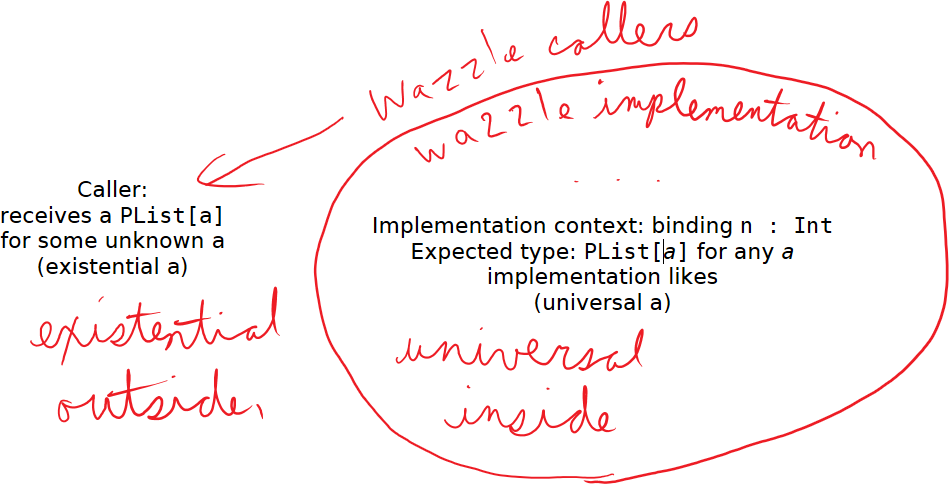 Wazzle callers
wazzle implementation
Caller:
receives a PList[a]
for some unknown a
(existential a)
existential
outside,
Implementation context: binding n : Int
Expected type: PList[a] for any a
implementation likes
(universal a)
universal
inside